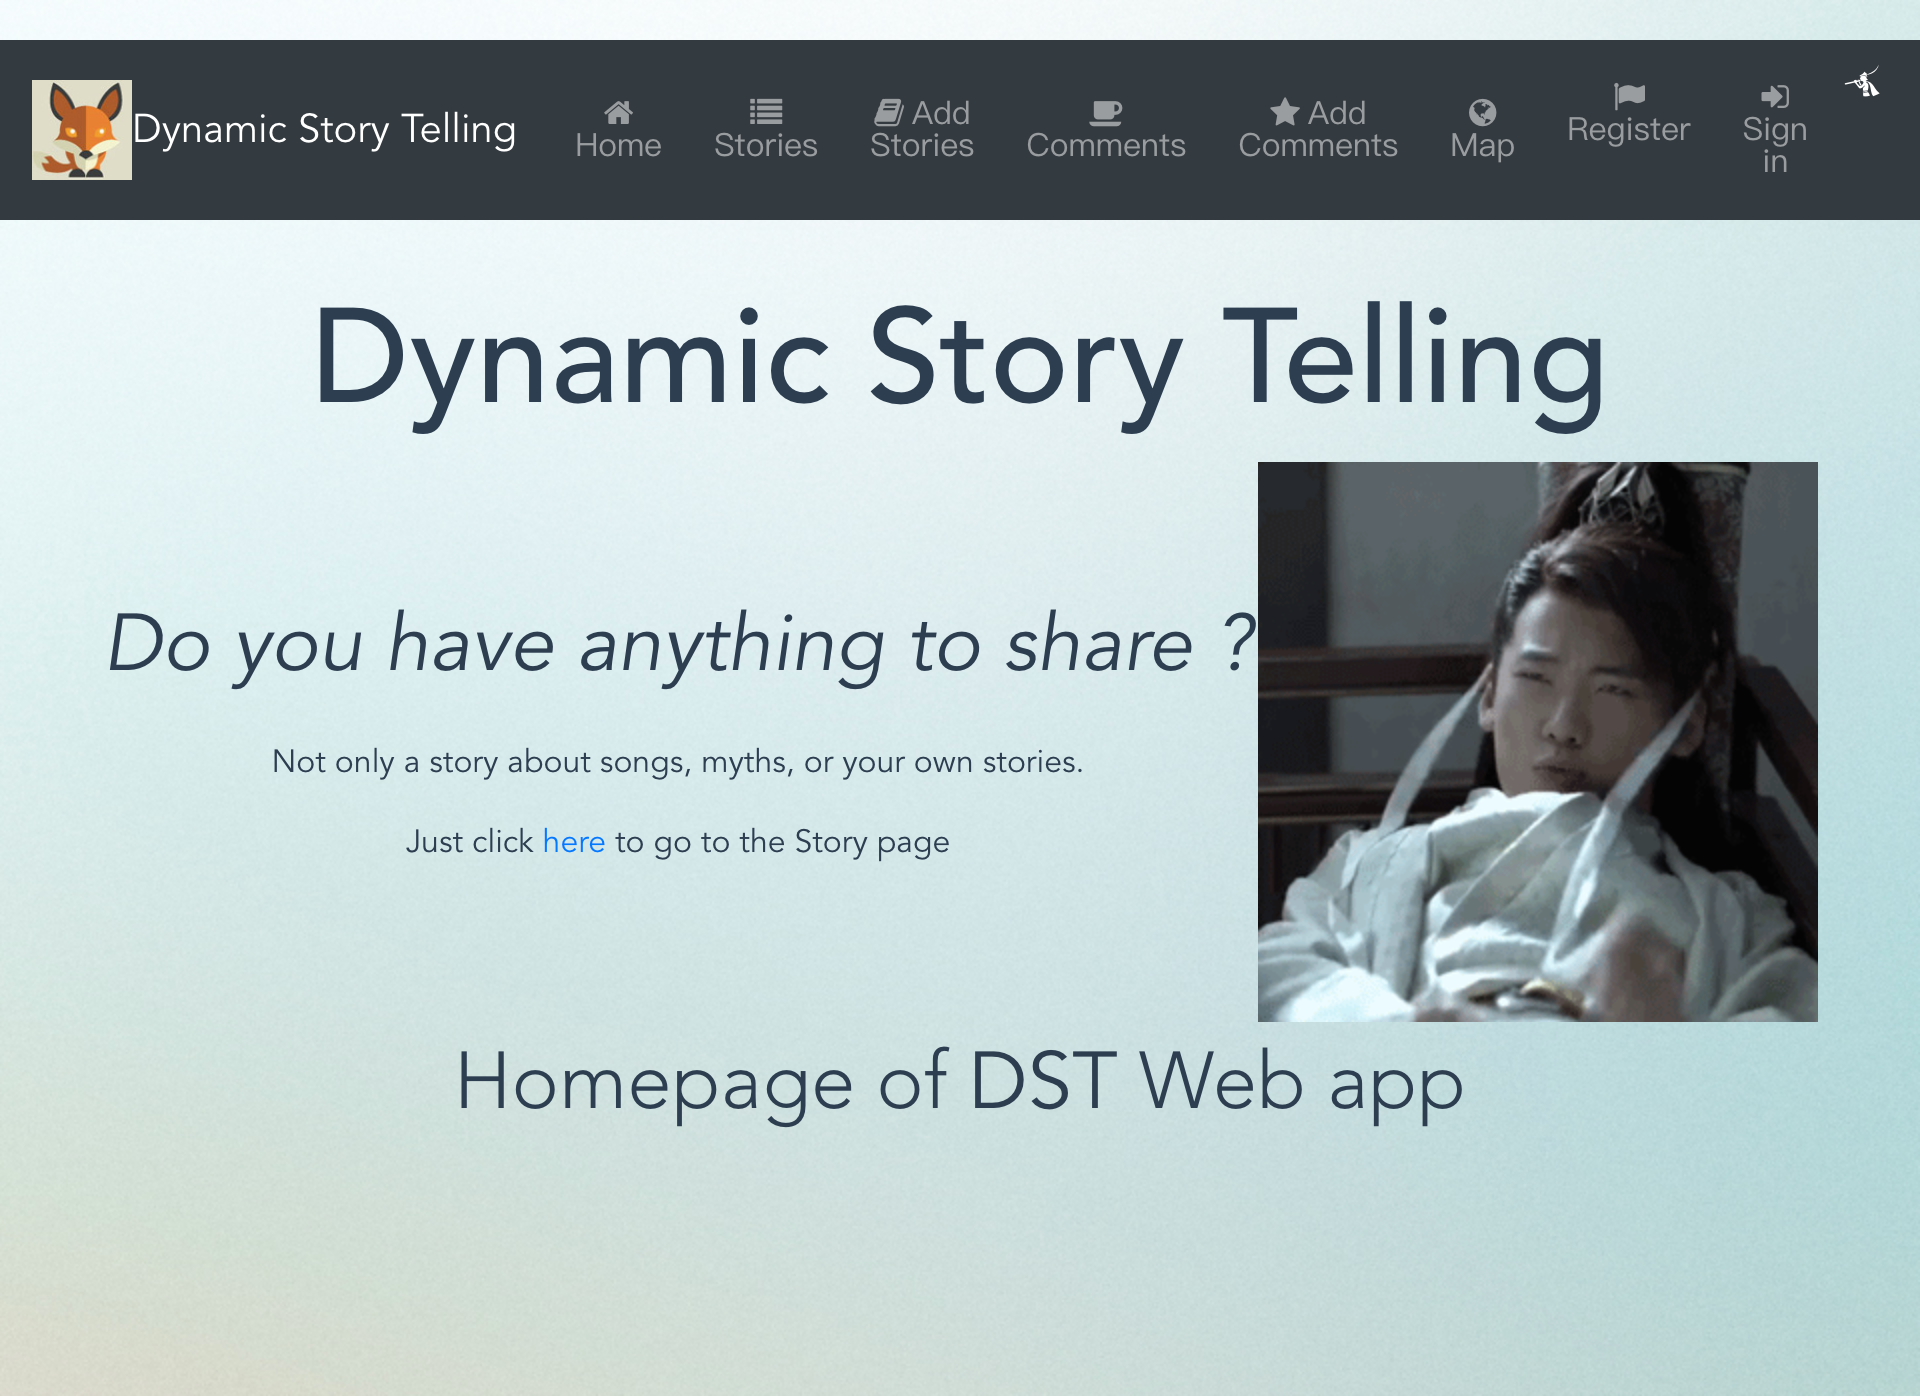 Dynamic Story Telling
Home
Stories
Add
Stories
Comments
Add
Comments
Map
Register
Sign
in
Dynamic Story Telling
Do you have anything to share ?
Not only a story about songs, myths, or your own stories.
Just click here to go to the Story page
Homepage of DST Web app